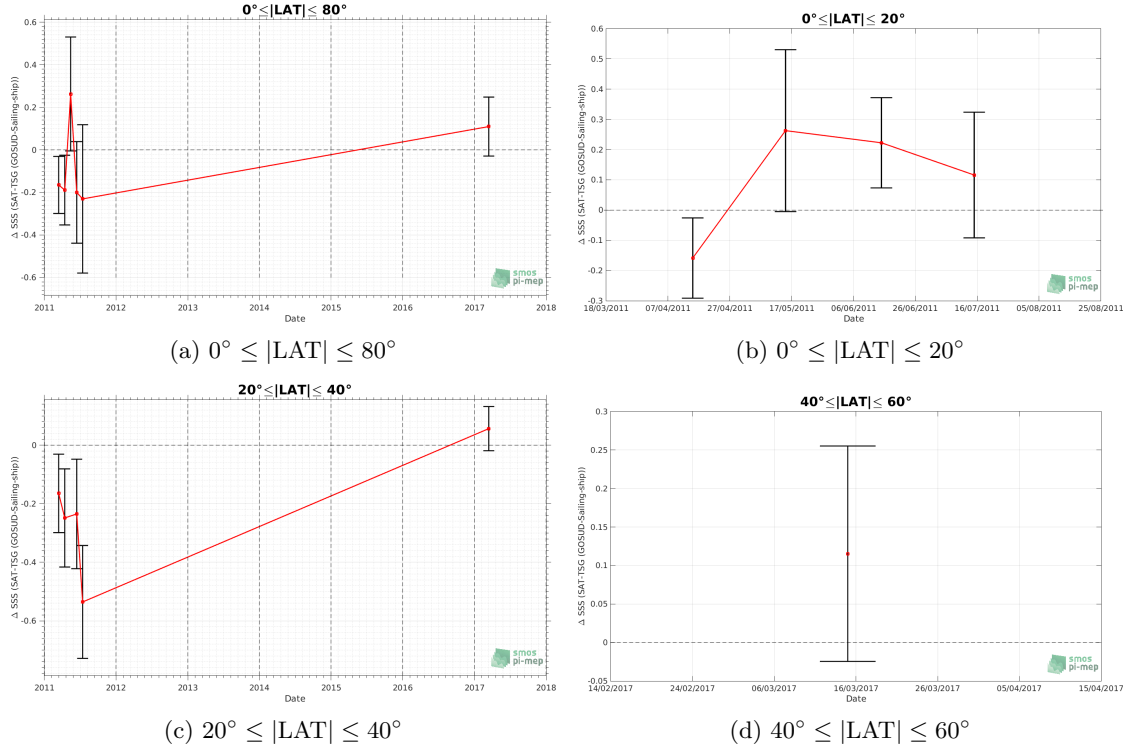 0°≤|LAT|≤ 80°
Δ SSS (SAT-TSG (GOSUD-Sailing-ship))
0.6
0.4
0.2
0
-0.2
-0.4
-0.6
2011 2012 2013 2014 2015 2016 2017 2018
Date
smos
pi-mep
(a) 0° ≤ |LAT| ≤ 80°
0°≤|LAT|≤ 20°
Δ SSS (SAT-TSG (GOSUD-Sailing-ship))
0.6
0.5
0.4
0.3
0.2
0.1
0
-0.1
-0.2
-0.3
18/03/2011 07/04/2011 27/04/2011 17/05/2011 06/06/2011 26/06/2011 16/07/2011 05/08/2011 25/08/2011
Date
smos
pi-mep
(b) 0° ≤ |LAT| ≤ 20°
20°≤|LAT|≤ 40°
Δ SSS (SAT-TSG (GOSUD-Sailing-ship))
0
-0.2
-0.4
-0.6
2011 2012 2013 2014 2015 2016 2017 2018
Date
smos
pi-mep
(c) 20° ≤ |LAT| ≤ 40°
40°≤|LAT|≤ 60°
Δ SSS (SAT-TSG (GOSUD-Sailing-ship))
0.3
0.25
0.2
0.15
0.1
0.05
0
-0.05
14/02/2017 24/02/2017 06/03/2017 16/03/2017 26/03/2017 05/04/2017 15/04/2017
Date
smos
pi-mep
(d) 40° ≤ |LAT| ≤ 60°